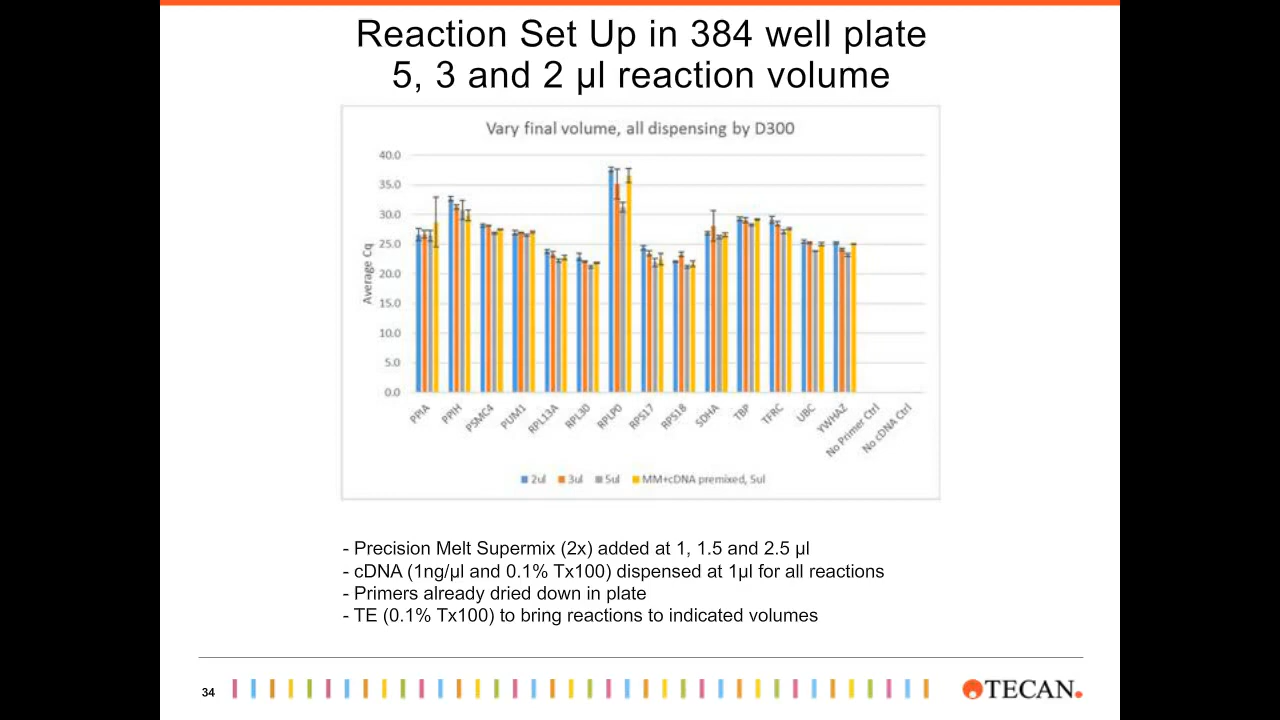 Reaction Set Up in 384 well plate
5, 3 and 2 µl reaction volume
Vary final volume, all dispensing by D300
40.0
35.0
30.0
25.0
20.0
15.0
10.0
5.0
0.0
Average Cq
PPIA
PPIH
PSMC4
PUM1
RPL13A
RPL30
RPLP0
RPS17
RPS18
SDHA
TBP
TFRC
UBC
YWHAZ
No Primer Ctrl
No cDNA Ctrl
2ul 3ul 5ul MM+cDNA premixed, 5ul
- Precision Melt Supermix (2x) added at 1, 1.5 and 2.5 µl
- cDNA (1ng/µl and 0.1% Tx100) dispensed at 1µl for all reactions
- Primers already dried down in plate
- TE (0.1% Tx100) to bring reactions to indicated volumes
34
TECAN.